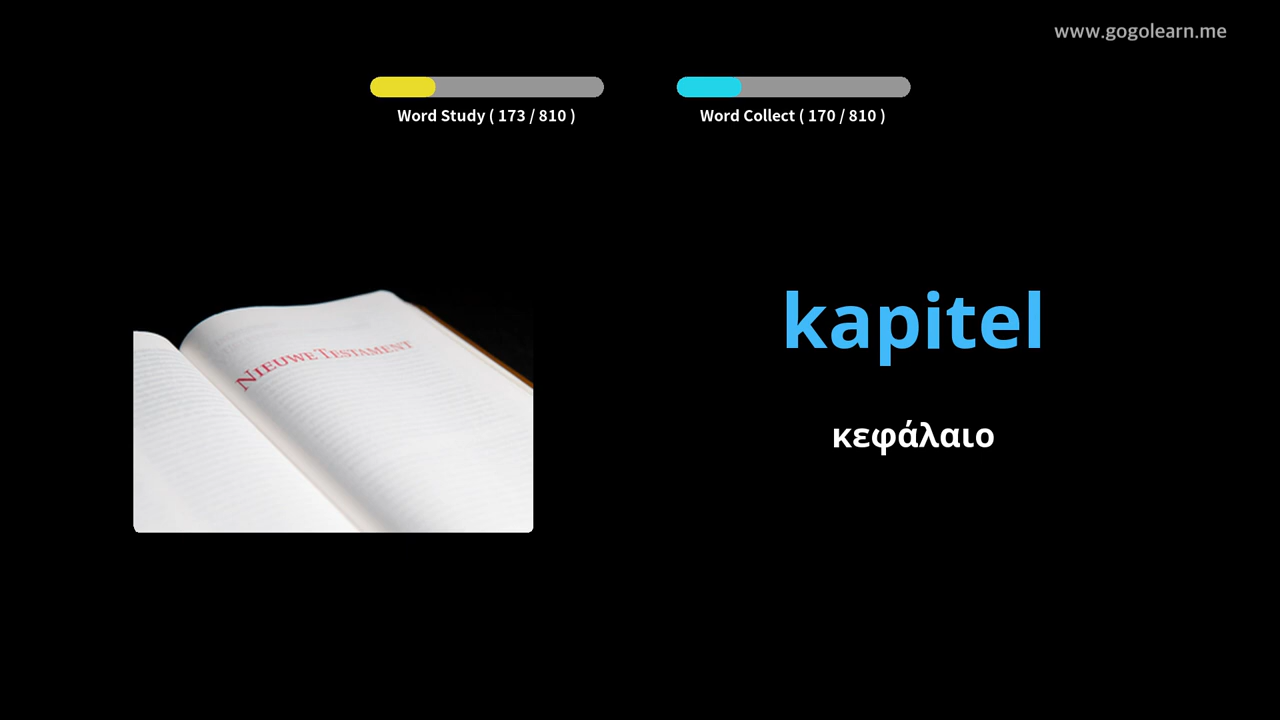 www.gogolearn.me
Word Study ( 173 / 810 )
Word Collect ( 170 / 810 )
NIEUWE TESTAMENT
kapitel
κεφάλαιο